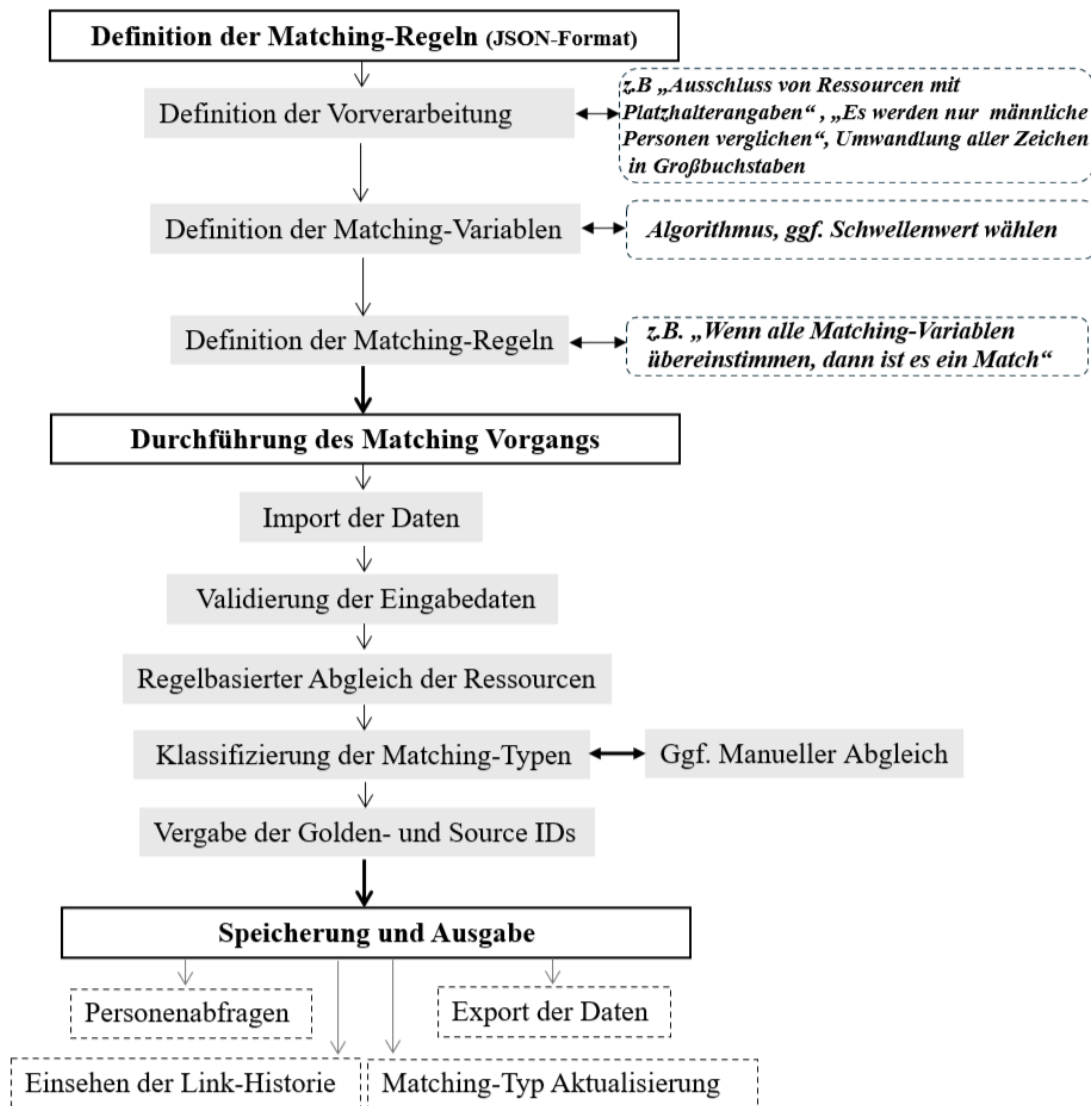 Definition der Matching-Regeln (JSON-Format)
Definition der Vorverarbeitung
z.B „Ausschluss von Ressourcen mit
Platzhalterangaben“ , „Es werden nur männliche
Personen verglichen“, Umwandlung aller Zeichen
in Großbuchstaben
Definition der Matching-Variablen
Algorithmus, ggf. Schwellenwert wählen
Definition der Matching-Regeln
z.B. „Wenn alle Matching-Variablen
übereinstimmen, dann ist es ein Match“
Durchführung des Matching Vorgangs
Import der Daten
Validierung der Eingabedaten
Regelbasierter Abgleich der Ressourcen
Klassifizierung der Matching-Typen
Ggf. Manueller Abgleich
Vergabe der Golden- und Source IDs
Speicherung und Ausgabe
Personenabfragen
Export der Daten
Einsehen der Link-Historie
Matching-Typ Aktualisierung